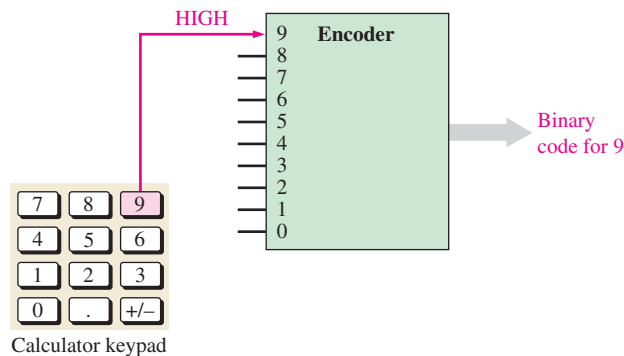 HIGH
9 Encoder
8
7
6
5
4
3
2
1
0
Binary
code for 9
7 8 9
4 5 6
1 2 3
0 . +/–
Calculator keypad